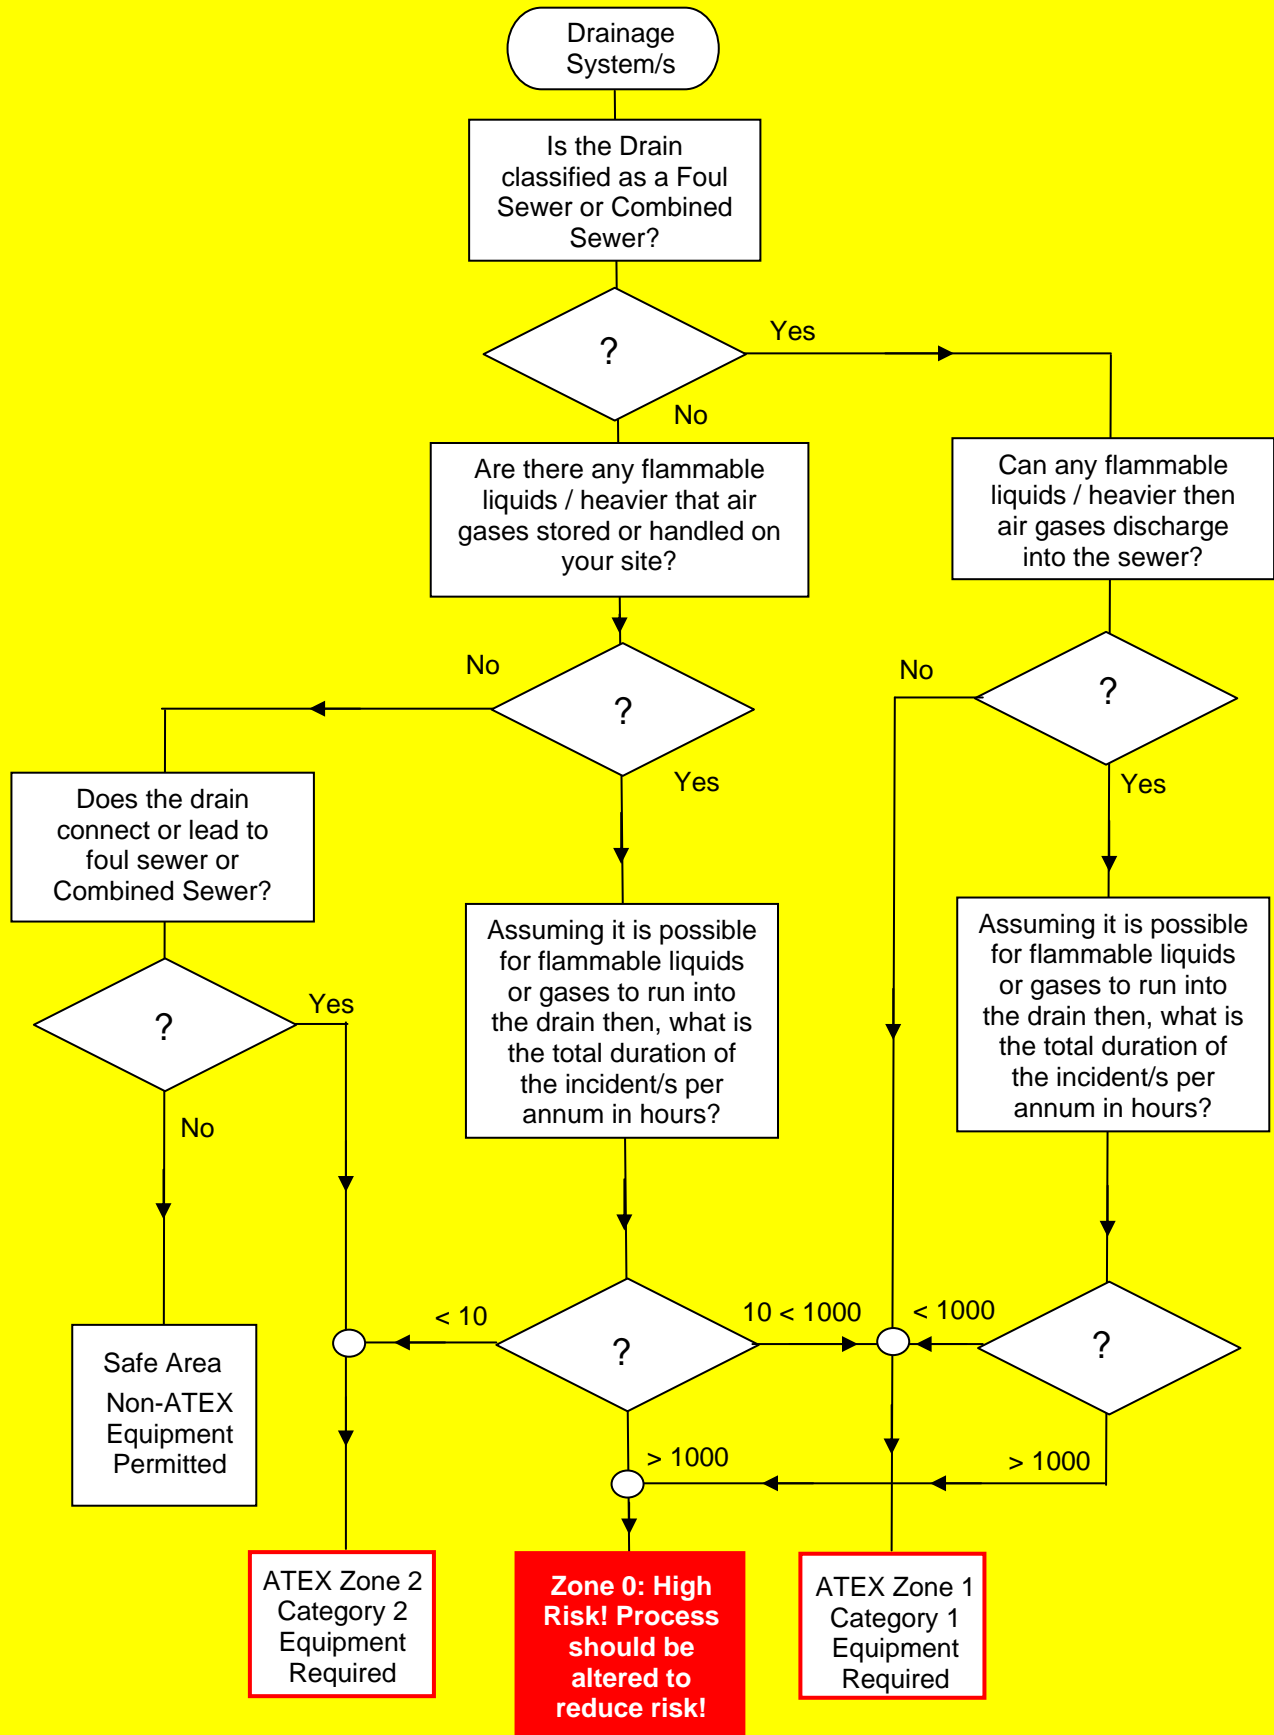 Drainage
System/s
Is the Drain
classified as a Foul
Sewer or Combined
Sewer?
?
Yes
No
Are there any flammable
liquids / heavier that air
gases stored or handled on
your site?
Can any flammable
liquids / heavier then
air gases discharge
into the sewer?
No
?
Yes
No
?
Yes
Does the drain
connect or lead to
foul sewer or
Combined Sewer?
Assuming it is possible
for flammable liquids
or gases to run into
the drain then, what is
the total duration of
the incident/s per
annum in hours?
Assuming it is possible
for flammable liquids
or gases to run into
the drain then, what is
the total duration of
the incident/s per
annum in hours?
?
Yes
No
< 10
?
10 < 1000
< 1000
?
> 1000
> 1000
Safe Area
Non-ATEX
Equipment
Permitted
ATEX Zone 2
Category 2
Equipment
Required
Zone 0: High
Risk! Process
should be
altered to
reduce risk!
ATEX Zone 1
Category 1
Equipment
Required